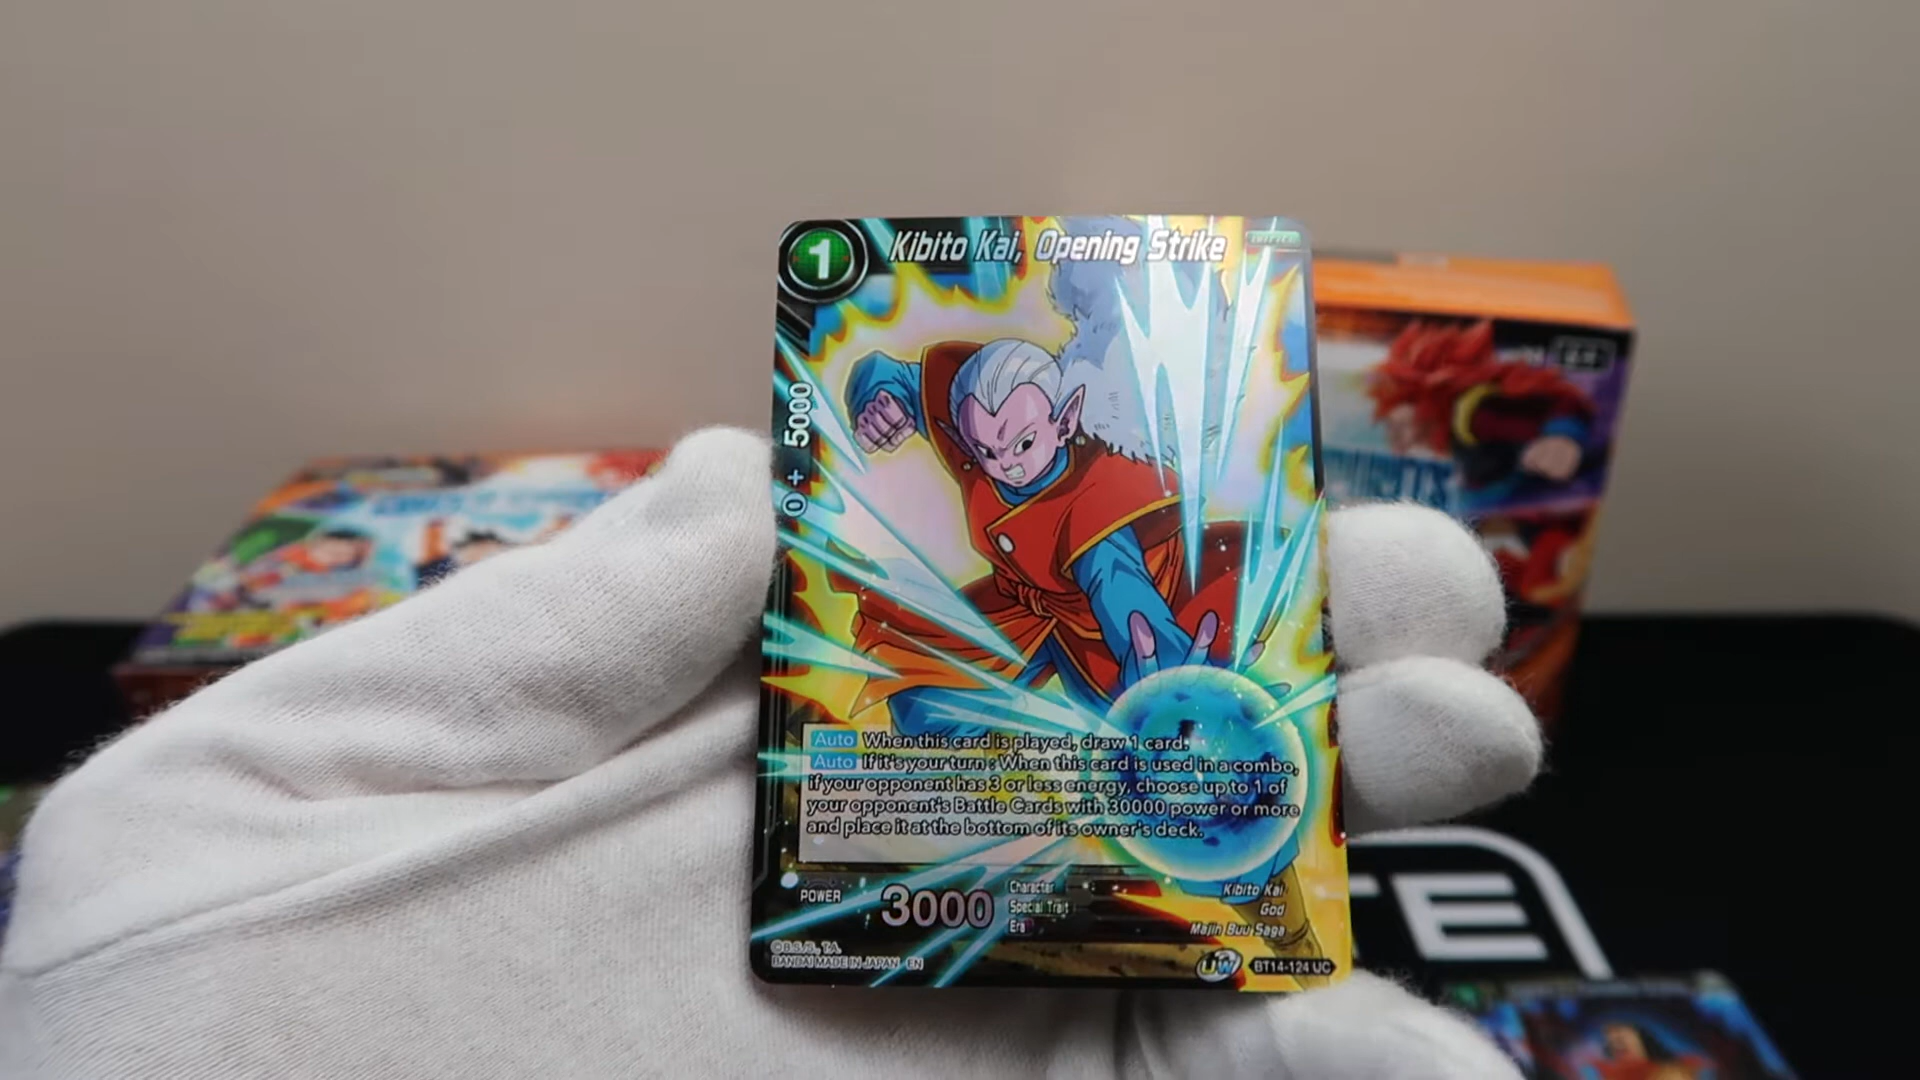 1
Kibito Kai, Opening Strike
0 + 5000
Auto When this card is played, draw 1 card.
Auto If it's your turn : When this card is used in a combo,
if your opponent has 3 or less energy, choose up to 1 of
your opponent's Battle Cards with 30000 power or more
and place it at the bottom of its owner's deck.
POWER 3000
Character Kibito Kai
Special Trait God
Era Majin Buu Saga
©B.S./S., T.A.
BANDAI MADE IN JAPAN EN
UW BT14-124 UC